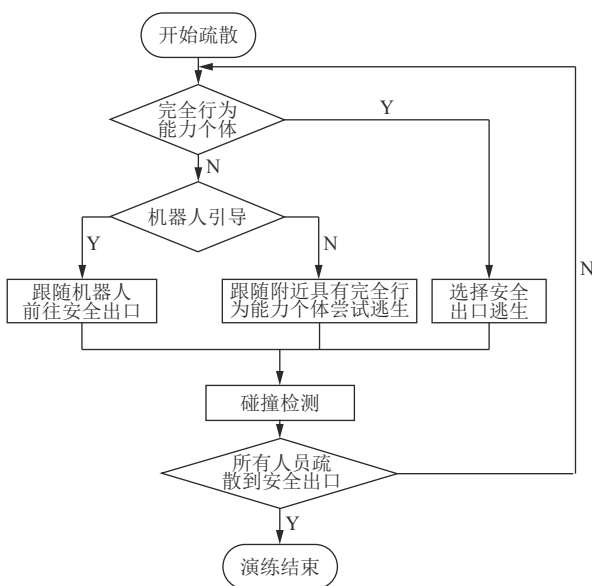 开始疏散
完全行为
能力个体
Y
N
机器人引导
Y
N
N
跟随机器人
前往安全出口
跟随附近具有完全行
为能力个体尝试逃生
选择安全
出口逃生
碰撞检测
所有人员疏
散到安全出口
Y
演练结束